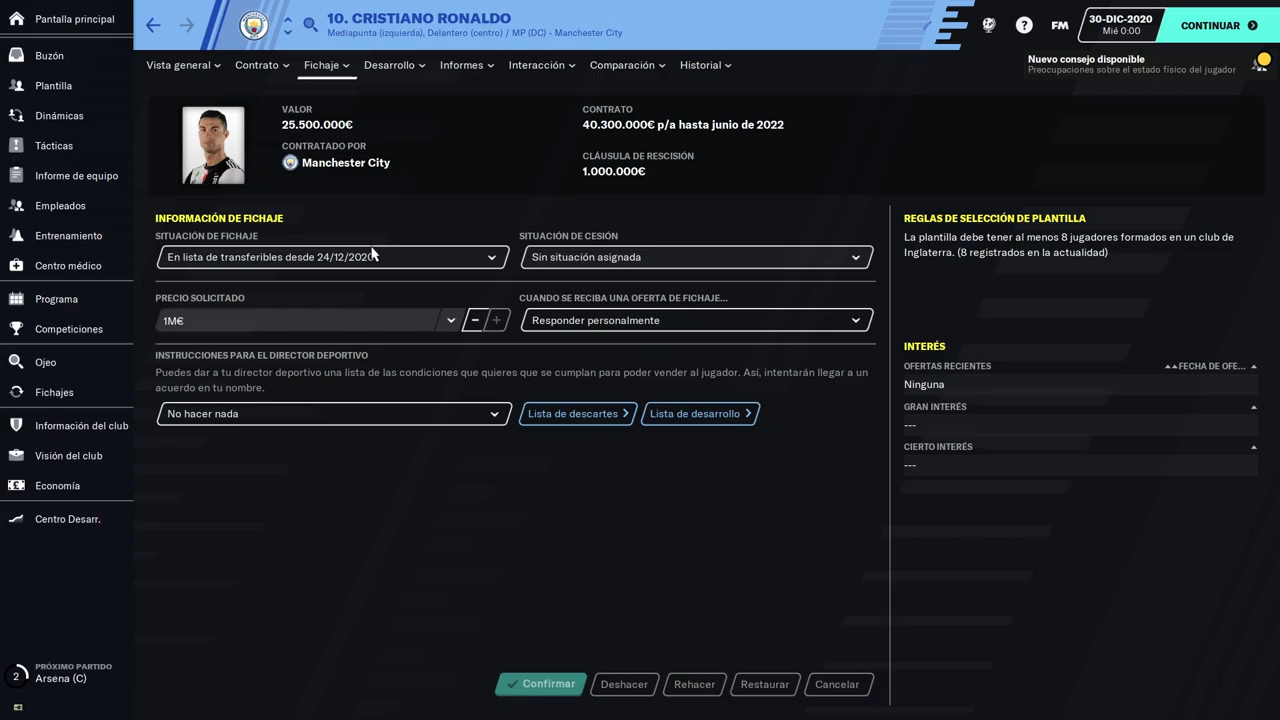 Pantalla principal
Buzón
Plantilla
Dinámicas
Tácticas
Informe de equipo
Empleados
Entrenamiento
Centro médico
Programa
Competiciones
Ojeo
Fichajes
Información del club
Visión del club
Economía
Centro Desarr.
2
PRÓXIMO PARTIDO
Arsena (C)
10. CRISTIANO RONALDO
Mediapunta (izquierda), Delantero (centro) / MP (DC) - Manchester City
?
FM
30-DIC-2020
Mié 0:00
CONTINUAR
Vista general
Contrato
Fichaje
Desarrollo
Informes
Interacción
Comparación
Historial
Nuevo consejo disponible
Preocupaciones sobre el estado físico del jugador
VALOR
25.500.000€
CONTRATADO POR
Manchester City
CONTRATO
40.300.000€ p/a hasta junio de 2022
CLÁUSULA DE RESCISIÓN
1.000.000€
INFORMACIÓN DE FICHAJE
SITUACIÓN DE FICHAJE
En lista de transferibles desde 24/12/2020
SITUACIÓN DE CESIÓN
Sin situación asignada
PRECIO SOLICITADO
1M€
CUANDO SE RECIBA UNA OFERTA DE FICHAJE...
Responder personalmente
INSTRUCCIONES PARA EL DIRECTOR DEPORTIVO
Puedes dar a tu director deportivo una lista de las condiciones que quieres que se cumplan para poder vender al jugador. Así, intentarán llegar a un
acuerdo en tu nombre.
No hacer nada
Lista de descartes
Lista de desarrollo
REGLAS DE SELECCIÓN DE PLANTILLA
La plantilla debe tener al menos 8 jugadores formados en un club de
Inglaterra. (8 registrados en la actualidad)
INTERÉS
OFERTAS RECIENTES
FECHA DE OFE...
Ninguna
GRAN INTERÉS
---
CIERTO INTERÉS
---
Confirmar
Deshacer
Rehacer
Restaurar
Cancelar